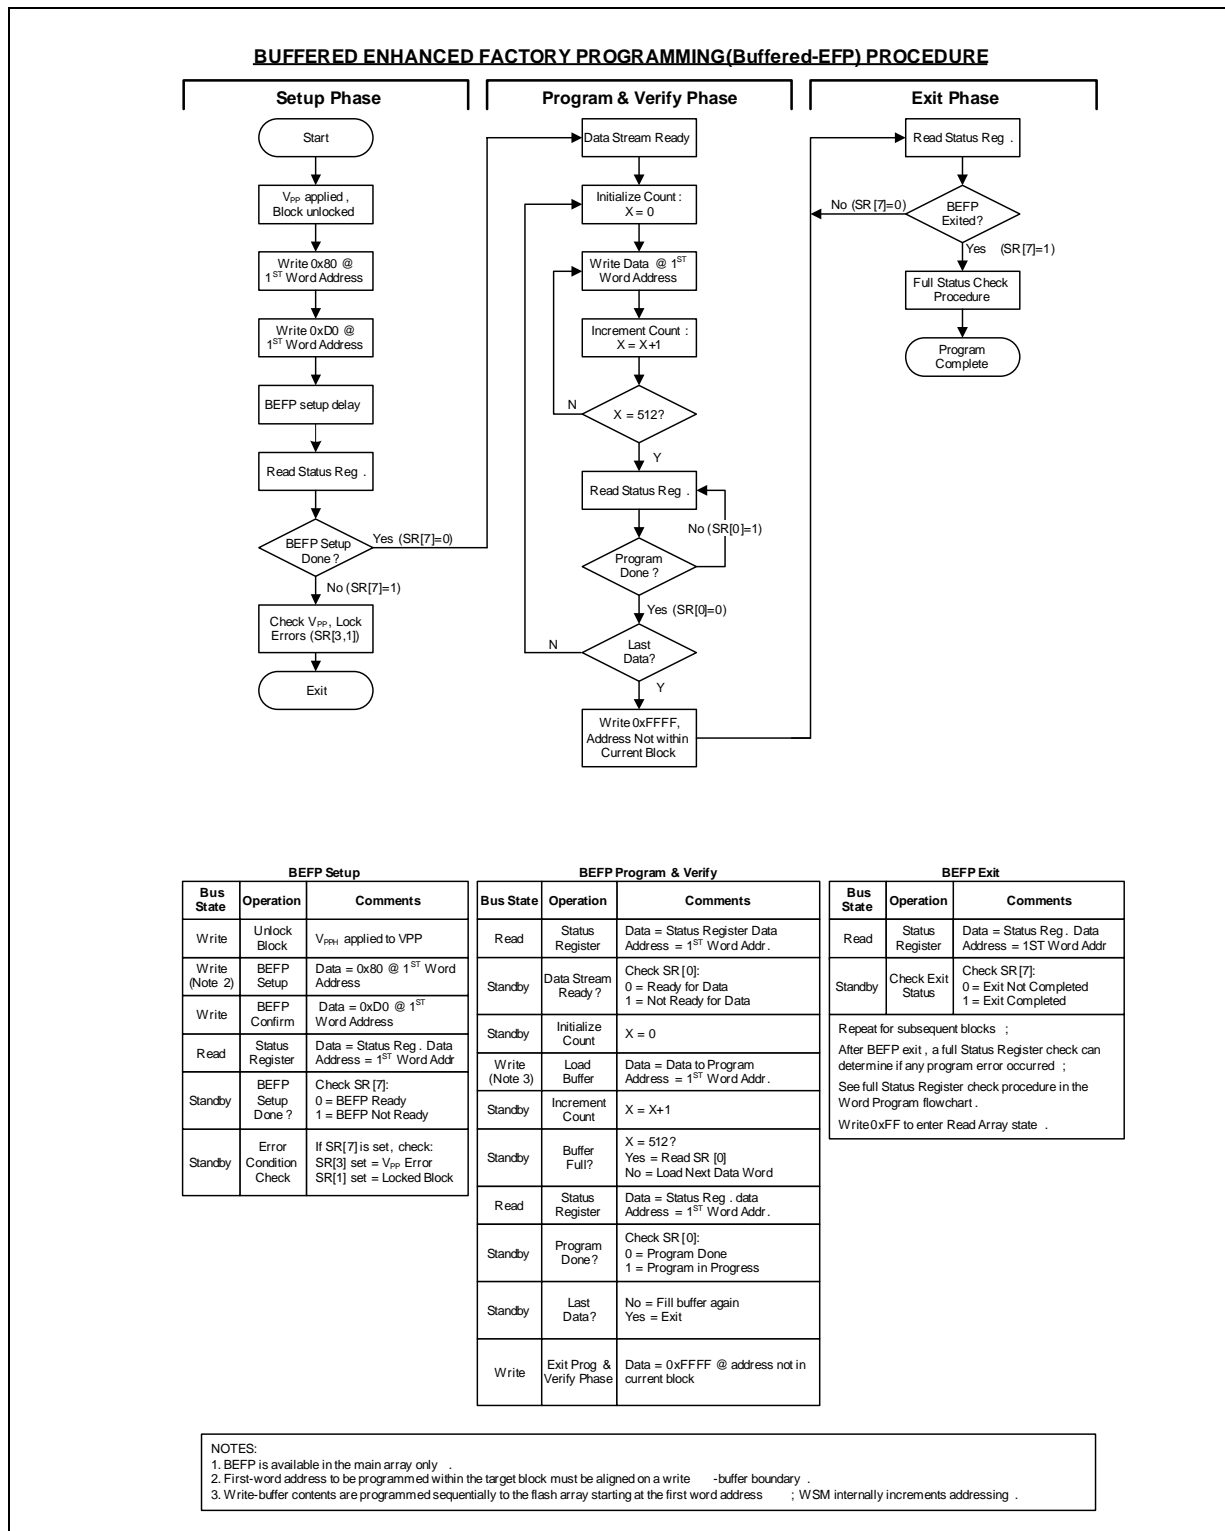 BUFFERED ENHANCED FACTORY PROGRAMMING(Buffered-EFP) PROCEDURE
Setup Phase
Start
VPP applied ,
Block unlocked
Write 0x80 @
1ST Word Address
Write 0xD0 @
1ST Word Address
BEFP setup delay
Read Status Reg .
BEFP Setup
Done ?
Yes (SR[7]=0)
No (SR[7]=1)
Check VPP, Lock
Errors (SR[3,1])
Exit
Program & Verify Phase
Data Stream Ready
Initialize Count :
X = 0
Write Data @ 1ST
Word Address
Increment Count :
X = X+1
N
X = 512?
Y
Read Status Reg .
No (SR[0]=1)
Program
Done ?
Yes (SR[0]=0)
N
Last
Data?
Y
Write 0xFFFF,
Address Not within
Current Block
Exit Phase
Read Status Reg .
No (SR[7]=0)
BEFP
Exited?
Yes (SR[7]=1)
Full Status Check
Procedure
Program
Complete
BEFP Setup
Bus
State
Operation
Comments
Write
Unlock
Block
VPPH applied to VPP
Write
(Note 2)
BEFP
Setup
Data = 0x80 @ 1ST Word
Address
Write
BEFP
Confirm
Data = 0xD0 @ 1ST
Word Address
Read
Status
Register
Data = Status Reg . Data
Address = 1ST Word Addr
Standby
BEFP
Setup
Done ?
Check SR[7]:
0 = BEFP Ready
1 = BEFP Not Ready
Standby
Error
Condition
Check
If SR[7] is set, check:
SR[3] set = VPP Error
SR[1] set = Locked Block
BEFP Program & Verify
Bus State
Operation
Comments
Read
Status
Register
Data = Status Register Data
Address = 1ST Word Addr.
Standby
Data Stream
Ready ?
Check SR [0]:
0 = Ready for Data
1 = Not Ready for Data
Standby
Initialize
Count
X = 0
Write
(Note 3)
Load
Buffer
Data = Data to Program
Address = 1ST Word Addr.
Standby
Increment
Count
X = X+1
Standby
Buffer
Full?
X = 512?
Yes = Read SR [0]
No = Load Next Data Word
Read
Status
Register
Data = Status Reg . data
Address = 1ST Word Addr.
Standby
Program
Done?
Check SR [0]:
0 = Program Done
1 = Program in Progress
Standby
Last
Data?
No = Fill buffer again
Yes = Exit
Write
Exit Prog &
Verify Phase
Data = 0xFFFF @ address not in
current block
BEFP Exit
Bus
State
Operation
Comments
Read
Status
Register
Data = Status Reg . Data
Address = 1ST Word Addr
Standby
Check Exit
Status
Check SR[7]:
0 = Exit Not Completed
1 = Exit Completed
Repeat for subsequent blocks ;
After BEFP exit , a full Status Register check can
determine if any program error occurred ;
See full Status Register check procedure in the
Word Program flowchart .
Write 0xFF to enter Read Array state .
NOTES:
1. BEFP is available in the main array only .
2. First-word address to be programmed within the target block must be aligned on a write -buffer boundary .
3. Write-buffer contents are programmed sequentially to the flash array starting at the first word address ; WSM internally increments addressing .